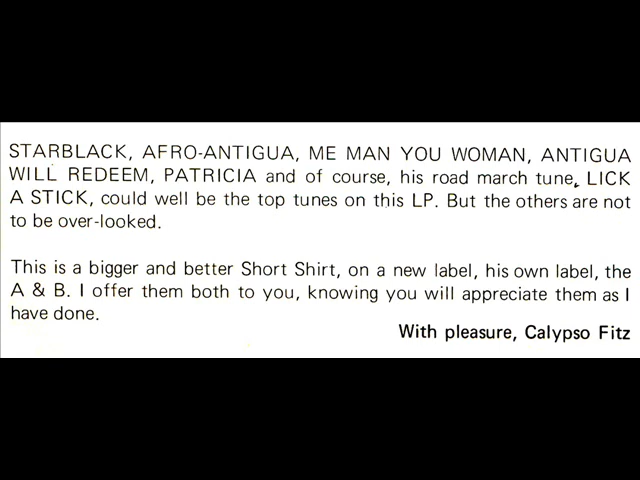 STARBLACK, AFRO-ANTIGUA, ME MAN YOU WOMAN, ANTIGUA
WILL REDEEM, PATRICIA and of course, his road march tune, LICK
A STICK, could well be the top tunes on this LP. But the others are not
to be over-looked.
This is a bigger and better Short Shirt, on a new label, his own label, the
A & B. I offer them both to you, knowing you will appreciate them as I
have done.
With pleasure, Calypso Fitz